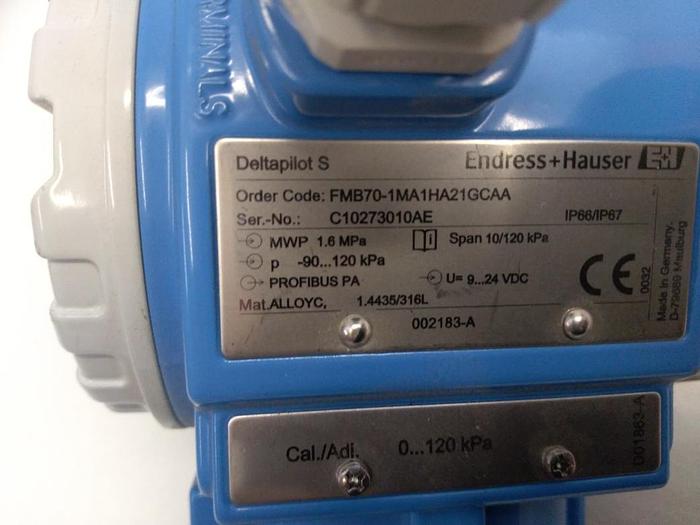 TERMINALS
Deltapilot S Endress+Hauser
Order Code: FMB70-1MA1HA21GCAA
Ser.-No.: C10273010AE IP66/IP67
MWP 1.6 MPa Span 10/120 kPa
p -90...120 kPa
PROFIBUS PA U= 9...24 VDC
Mat.ALLOYC, 1.4435/316L
CE 0032
Made in Germany,
D-79689 Maulburg
002183-A
Cal./Adj. 0...120 kPa
D01863-A